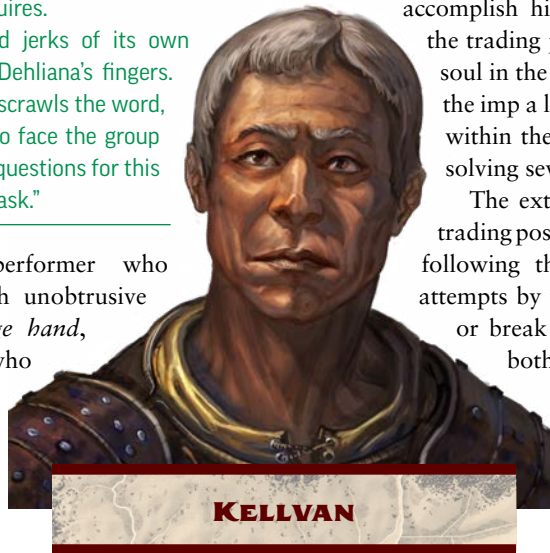 uires.
d jerks of its own
Dehliana's fingers.
scrawls the word,
o face the group
questions for this
ask."
performer who
h unobtrusive
e hand,
who
accomplish hi
the trading
soul in the
the imp a l
within the
solving sev
The ext
trading pos
following th
attempts by
or break
both
KELLVAN